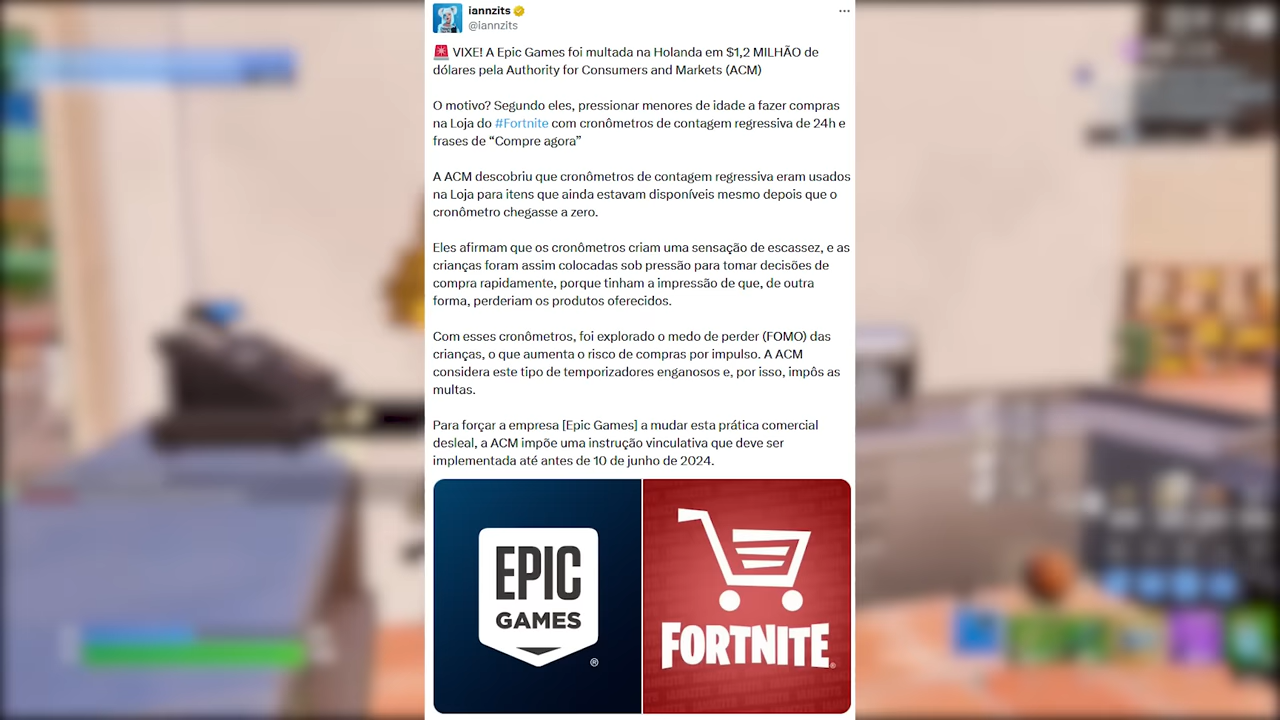 iannzits
@iannzits
🚨 VIXE! A Epic Games foi multada na Holanda em $1,2 MILHÃO de
dólares pela Authority for Consumers and Markets (ACM)
O motivo? Segundo eles, pressionar menores de idade a fazer compras
na Loja do #Fortnite com cronômetros de contagem regressiva de 24h e
frases de “Compre agora”
A ACM descobriu que cronômetros de contagem regressiva eram usados
na Loja para itens que ainda estavam disponíveis mesmo depois que o
cronômetro chegasse a zero.
Eles afirmam que os cronômetros criam uma sensação de escassez, e as
crianças foram assim colocadas sob pressão para tomar decisões de
compra rapidamente, porque tinham a impressão de que, de outra
forma, perderiam os produtos oferecidos.
Com esses cronômetros, foi explorado o medo de perder (FOMO) das
crianças, o que aumenta o risco de compras por impulso. A ACM
considera este tipo de temporizadores enganosos e, por isso, impôs as
multas.
Para forçar a empresa [Epic Games] a mudar esta prática comercial
desleal, a ACM impõe uma instrução vinculativa que deve ser
implementada até antes de 10 de junho de 2024.
EPIC
GAMES
®
FORTNITE